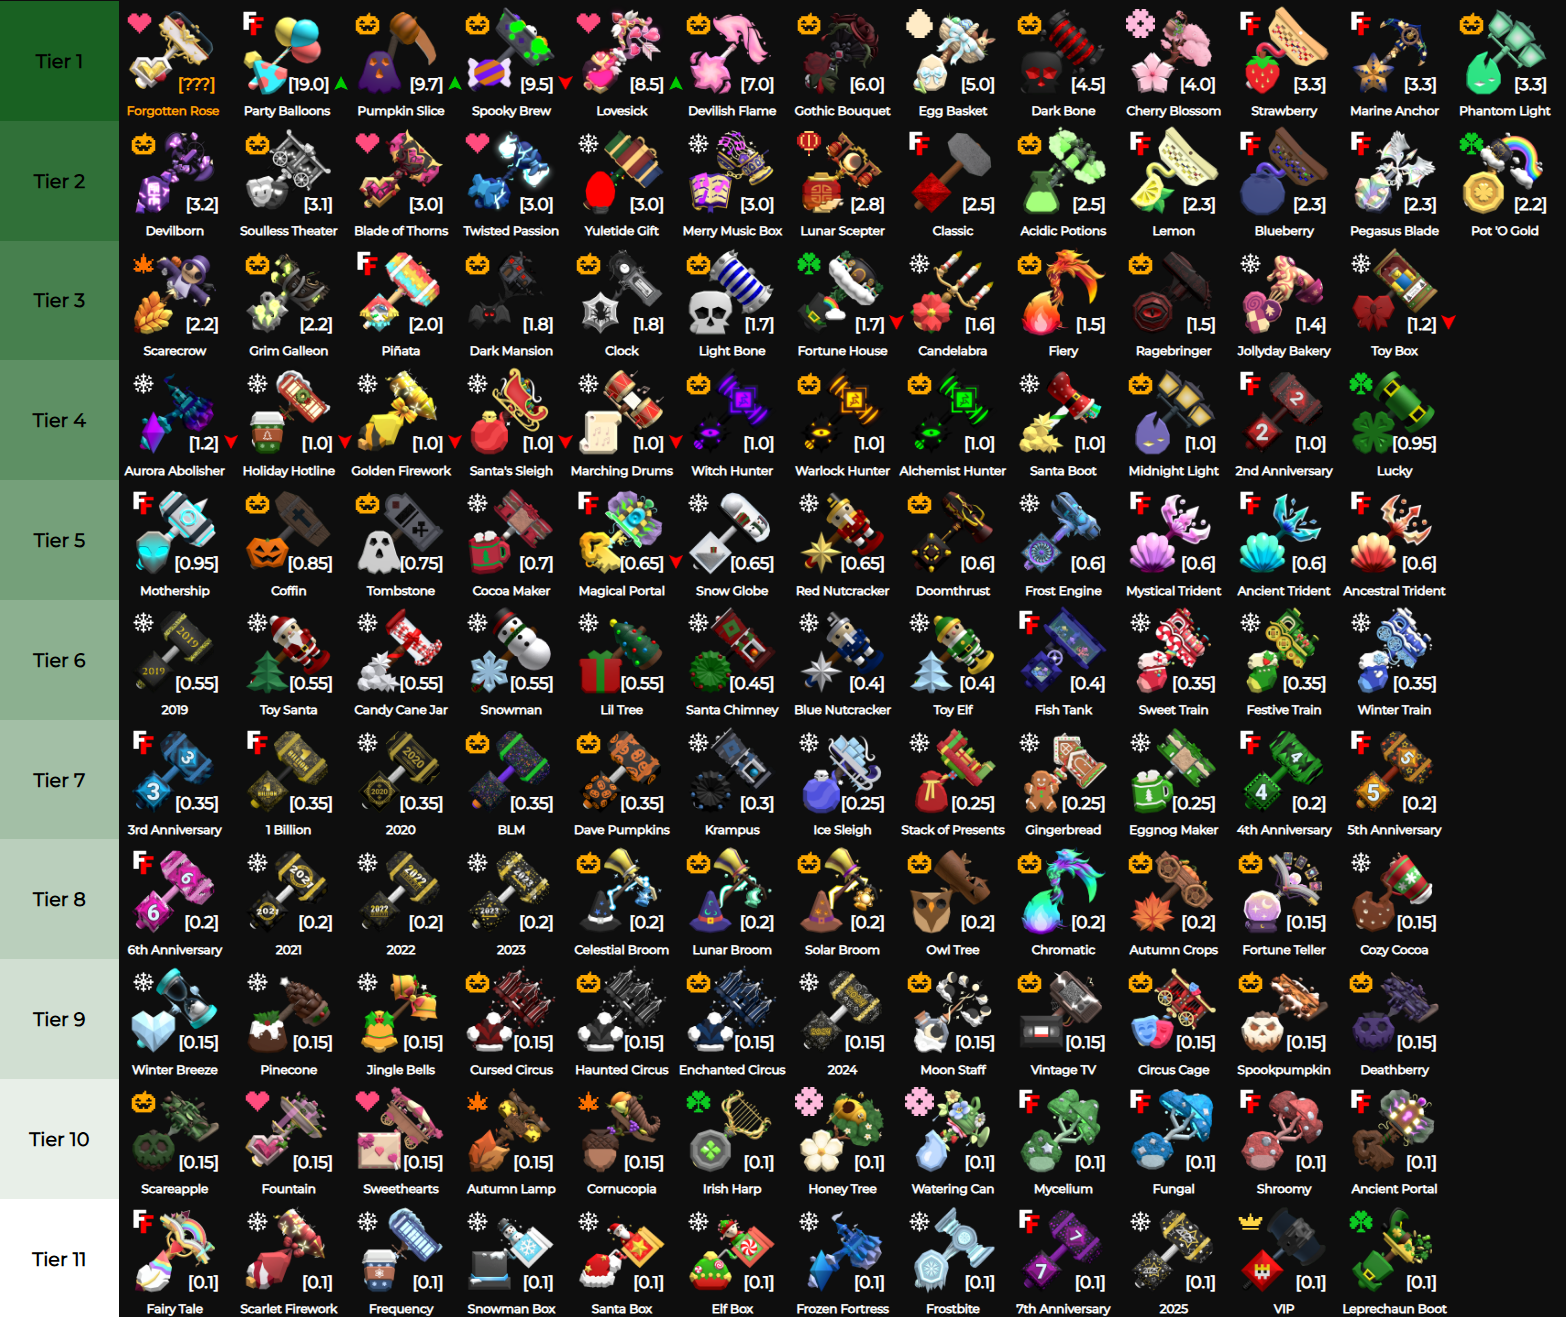 Tier 1
[???] [19.0] [9.7] [9.5] [8.5] [7.0] [6.0] [5.0] [4.5] [4.0] [3.3] [3.3] [3.3]
Forgotten Rose Party Balloons Pumpkin Slice Spooky Brew Lovesick Devilish Flame Gothic Bouquet Egg Basket Dark Bone Cherry Blossom Strawberry Marine Anchor Phantom Light
Tier 2
[3.2] [3.1] [3.0] [3.0] [3.0] [3.0] [2.8] [2.5] [2.5] [2.3] [2.3] [2.3] [2.2]
Devilborn Soulless Theater Blade of Thorns Twisted Passion Yuletide Gift Merry Music Box Lunar Scepter Classic Acidic Potions Lemon Blueberry Pegasus Blade Pot 'O Gold
Tier 3
[2.2] [2.2] [2.0] [1.8] [1.8] [1.7] [1.7] [1.6] [1.5] [1.5] [1.4] [1.2]
Scarecrow Grim Galleon Piñata Dark Mansion Clock Light Bone Fortune House Candelabra Fiery Ragebringer Jollyday Bakery Toy Box
Tier 4
[1.2] [1.0] [1.0] [1.0] [1.0] [1.0] [1.0] [1.0] [1.0] [1.0] [1.0] [0.95]
Aurora Abolisher Holiday Hotline Golden Firework Santa's Sleigh Marching Drums Witch Hunter Warlock Hunter Alchemist Hunter Santa Boot Midnight Light 2nd Anniversary Lucky
Tier 5
[0.95] [0.85] [0.75] [0.7] [0.65] [0.65] [0.65] [0.6] [0.6] [0.6] [0.6] [0.6]
Mothership Coffin Tombstone Cocoa Maker Magical Portal Snow Globe Red Nutcracker Doomthrust Frost Engine Mystical Trident Ancient Trident Ancestral Trident
Tier 6
[0.55] [0.55] [0.55] [0.55] [0.55] [0.45] [0.4] [0.4] [0.4] [0.35] [0.35] [0.35]
2019 Toy Santa Candy Cane Jar Snowman Lil Tree Santa Chimney Blue Nutcracker Toy Elf Fish Tank Sweet Train Festive Train Winter Train
Tier 7
[0.35] [0.35] [0.35] [0.35] [0.35] [0.3] [0.25] [0.25] [0.25] [0.25] [0.2] [0.2]
3rd Anniversary 1 Billion 2020 BLM Dave Pumpkins Krampus Ice Sleigh Stack of Presents Gingerbread Eggnog Maker 4th Anniversary 5th Anniversary
Tier 8
[0.2] [0.2] [0.2] [0.2] [0.2] [0.2] [0.2] [0.2] [0.2] [0.2] [0.15] [0.15]
6th Anniversary 2021 2022 2023 Celestial Broom Lunar Broom Solar Broom Owl Tree Chromatic Autumn Crops Fortune Teller Cozy Cocoa
Tier 9
[0.15] [0.15] [0.15] [0.15] [0.15] [0.15] [0.15] [0.15] [0.15] [0.15] [0.15] [0.15]
Winter Breeze Pinecone Jingle Bells Cursed Circus Haunted Circus Enchanted Circus 2024 Moon Staff Vintage TV Circus Cage Spookpumpkin Deathberry
Tier 10
[0.15] [0.15] [0.15] [0.15] [0.15] [0.1] [0.1] [0.1] [0.1] [0.1] [0.1] [0.1]
Scareapple Fountain Sweethearts Autumn Lamp Cornucopia Irish Harp Honey Tree Watering Can Mycelium Fungal Shroomy Ancient Portal
Tier 11
[0.1] [0.1] [0.1] [0.1] [0.1] [0.1] [0.1] [0.1] [0.1] [0.1] [0.1] [0.1]
Fairy Tale Scarlet Firework Frequency Snowman Box Santa Box Elf Box Frozen Fortress Frostbite 7th Anniversary 2025 VIP Leprechaun Boot